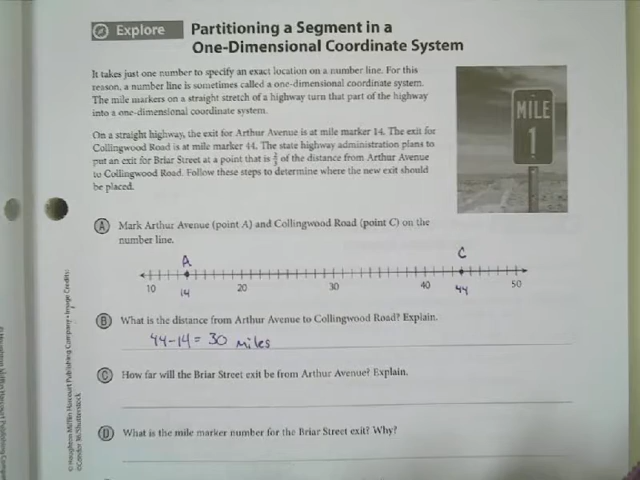 Explore
Partitioning a Segment in a
One-Dimensional Coordinate System
It takes just one number to specify an exact location on a number line. For this
reason, a number line is sometimes called a one-dimensional coordinate system.
The mile markers on a straight stretch of a highway turn that part of the highway
into a one-dimensional coordinate system.
On a straight highway, the exit for Arthur Avenue is at mile marker 14. The exit for
Collingwood Road is at mile marker 44. The state highway administration plans to
put an exit for Briar Street at a point that is 2/3 of the distance from Arthur Avenue
to Collingwood Road. Follow these steps to determine where the new exit should
be placed.
MILE
1
A Mark Arthur Avenue (point A) and Collingwood Road (point C) on the
number line.
A C
10 20 30 40 50
14 44
B What is the distance from Arthur Avenue to Collingwood Road? Explain.
44-14= 30 miles
C How far will the Briar Street exit be from Arthur Avenue? Explain.
D What is the mile marker number for the Briar Street exit? Why?
© Houghton Mifflin Harcourt Publishing Company • Image Credits: